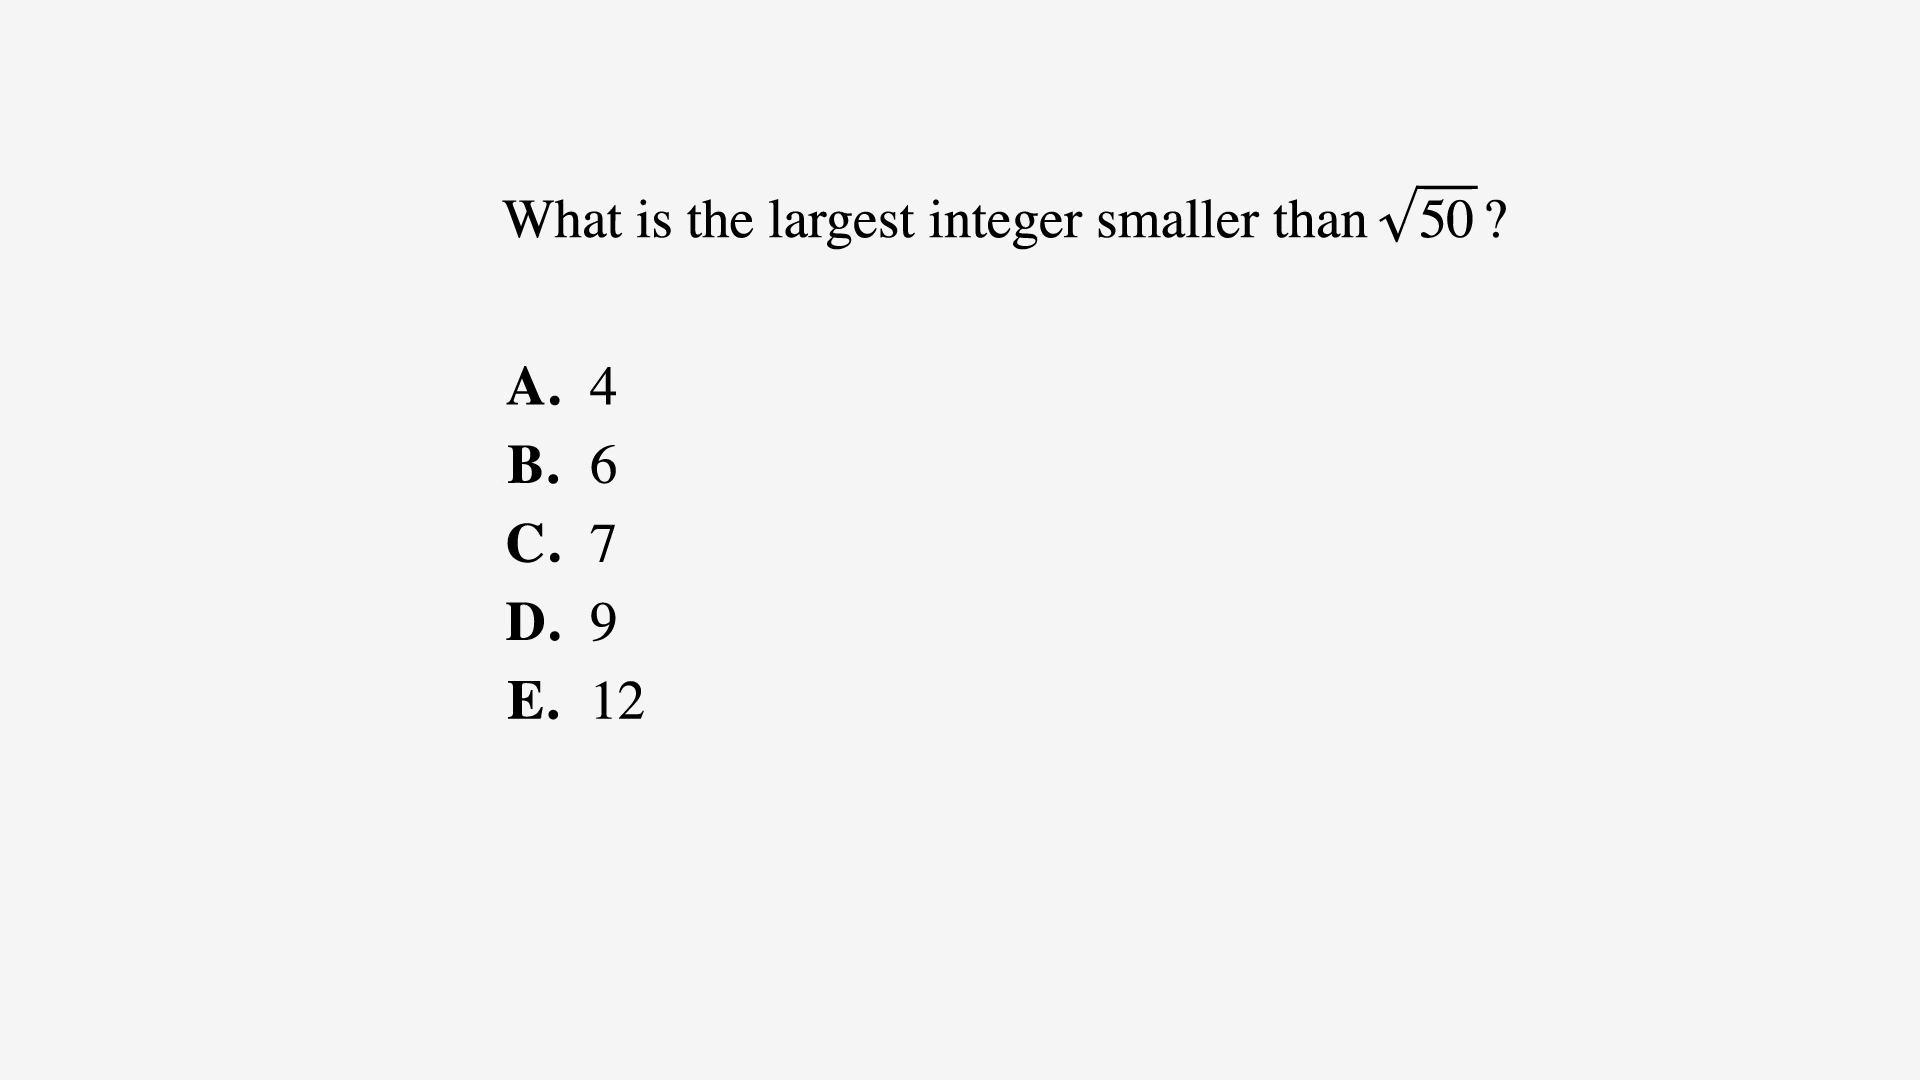 What is the largest integer smaller than √50 ?
A. 4
B. 6
C. 7
D. 9
E. 12